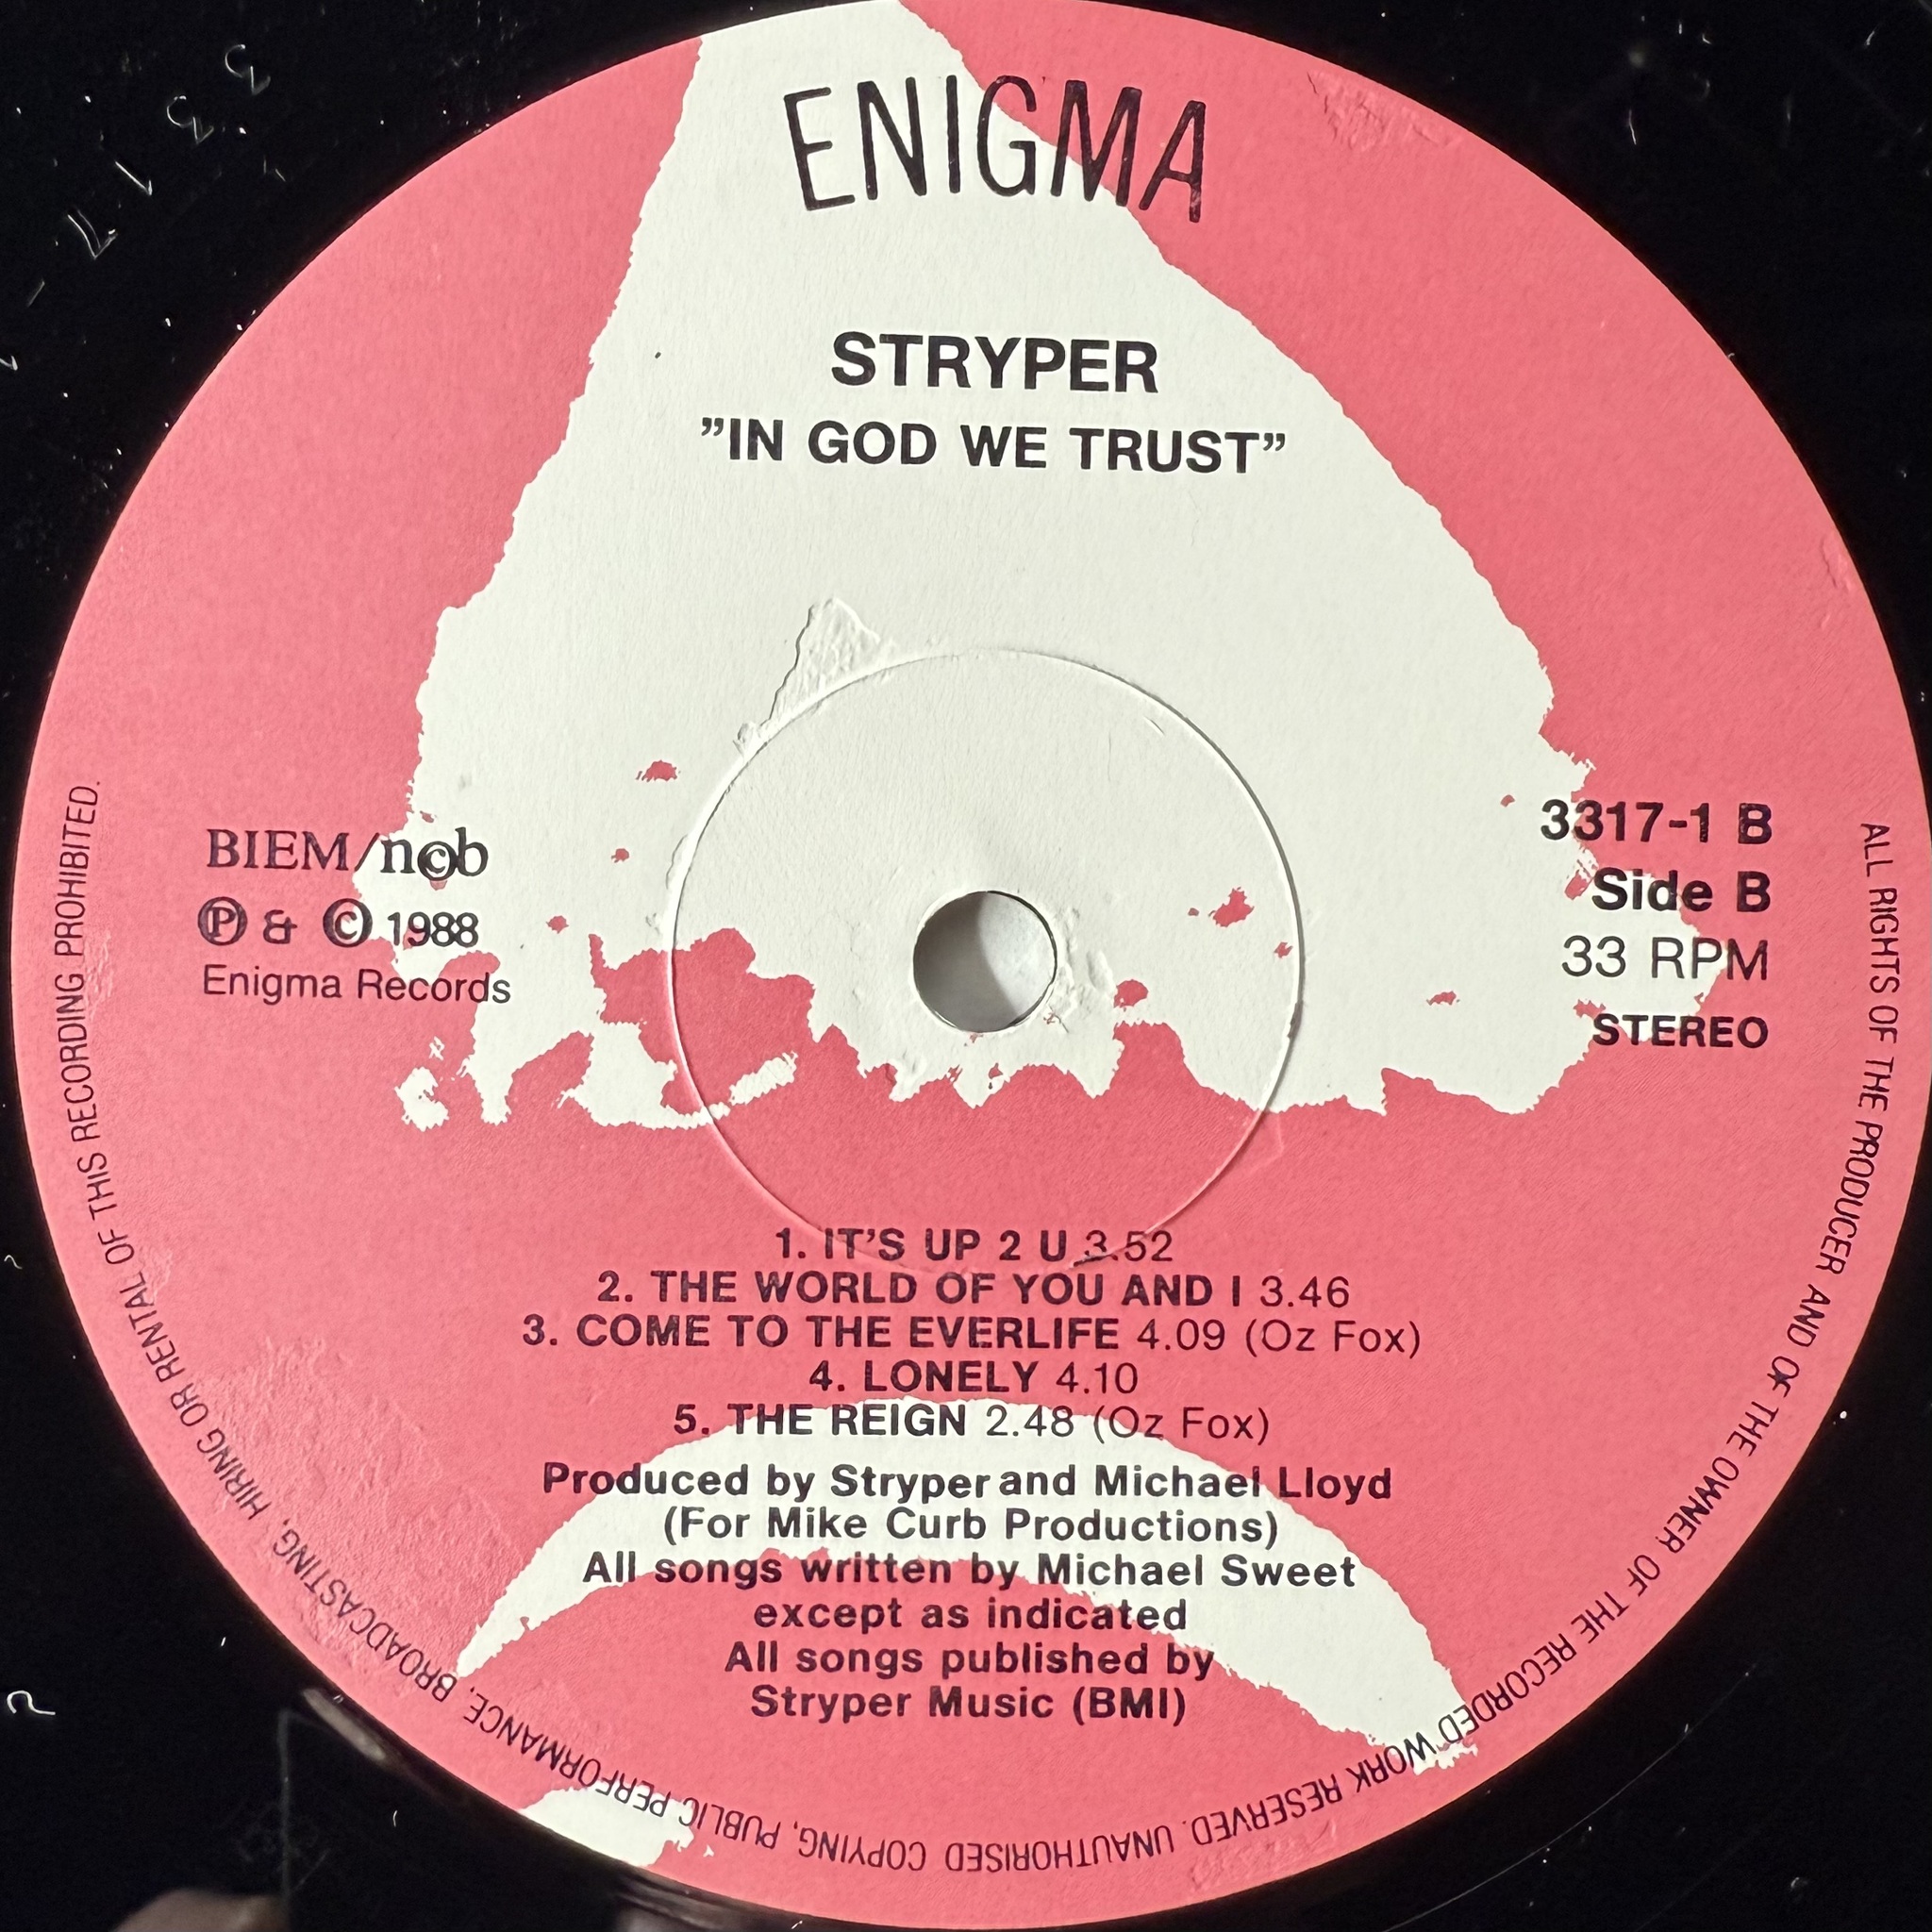 ENIGMA
STRYPER
”IN GOD WE TRUST”
BIEM/n©b
Ⓟ & © 1988
Enigma Records
3317-1 B
Side B
33 RPM
STEREO
1. IT'S UP 2 U 3.52
2. THE WORLD OF YOU AND I 3.46
3. COME TO THE EVERLIFE 4.09 (Oz Fox)
4. LONELY 4.10
5. THE REIGN 2.48 (Oz Fox)
Produced by Stryper and Michael Lloyd
(For Mike Curb Productions)
All songs written by Michael Sweet
except as indicated
All songs published by
Stryper Music (BMI)
ALL RIGHTS OF THE PRODUCER AND OF THE OWNER OF THE RECORDED WORK RESERVED. UNAUTHORISED COPYING, PUBLIC PERFORMANCE, BROADCASTING, HIRING OR RENTAL OF THIS RECORDING PROHIBITED.